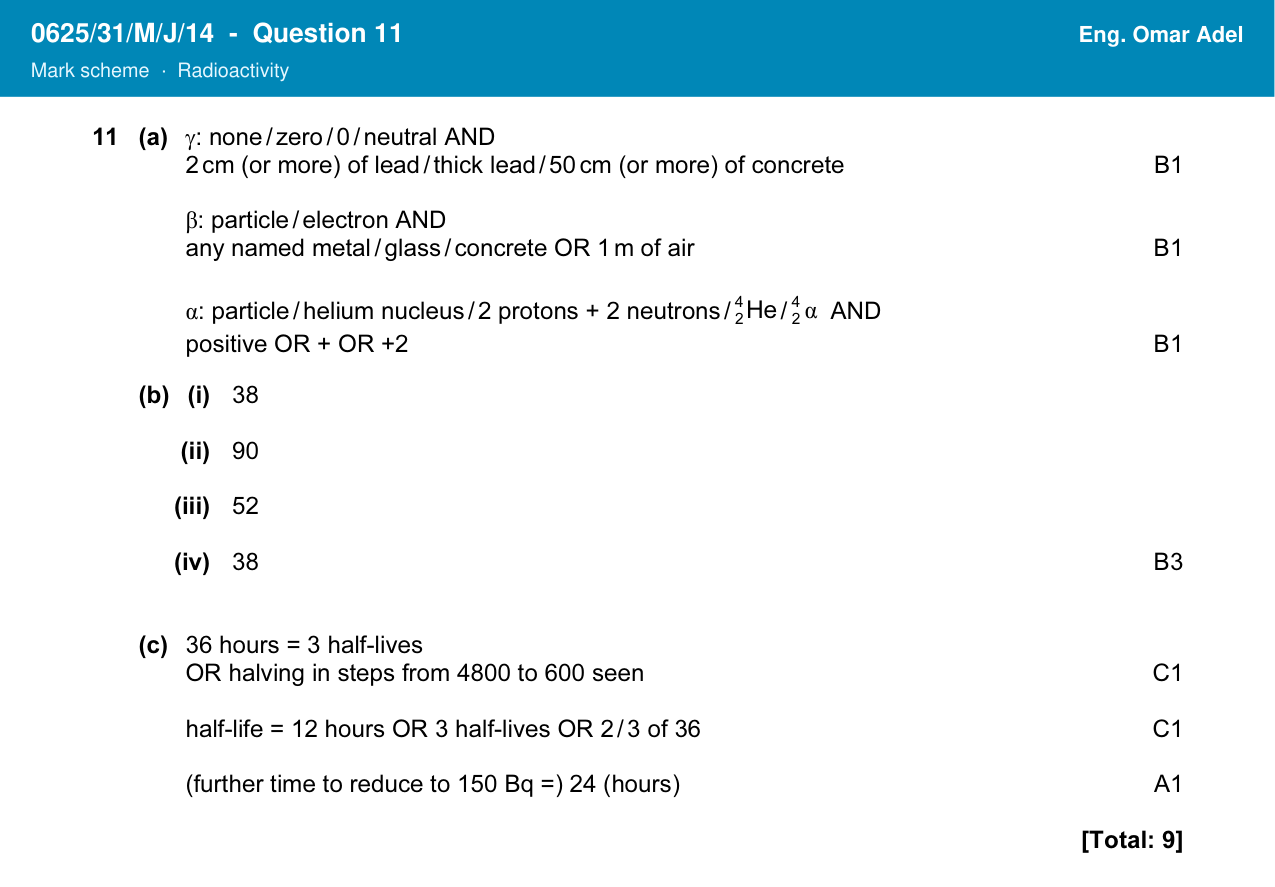 0625/31/M/J/14 - Question 11
Eng. Omar Adel
Mark scheme · Radioactivity
11 (a) γ: none/zero/0/neutral AND
2 cm (or more) of lead/thick lead/50 cm (or more) of concrete B1
β: particle/electron AND
any named metal/glass/concrete OR 1 m of air B1
α: particle/helium nucleus/2 protons + 2 neutrons/⁴₂He/⁴₂α AND
positive OR + OR +2 B1
(b) (i) 38
(ii) 90
(iii) 52
(iv) 38 B3
(c) 36 hours = 3 half-lives
OR halving in steps from 4800 to 600 seen C1
half-life = 12 hours OR 3 half-lives OR 2/3 of 36 C1
(further time to reduce to 150 Bq =) 24 (hours) A1
[Total: 9]